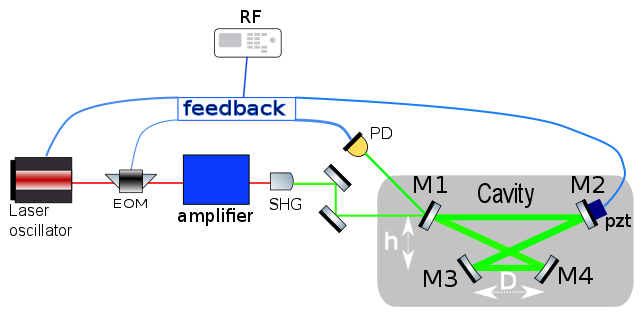 RF
feedback
PD
M1
Cavity
M2
Laser
oscillator
EOM
amplifier
SHG
pzt
h
M3
D
M4